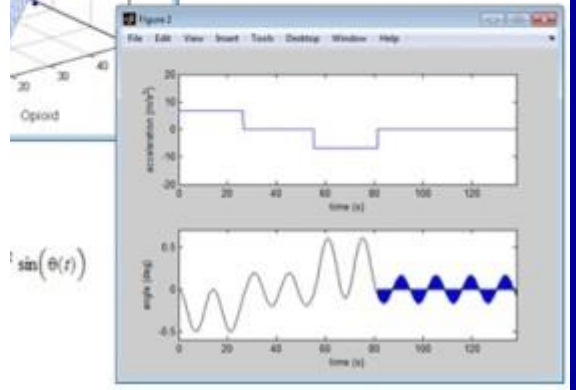 Figure 2
File Edit View Insert Tools Desktop Window Help
20
10
0
-10
-20
acceleration (m/s²)
0 20 40 60 80 100 120
time (s)
0.5
0
-0.5
angle (deg)
0 20 40 60 80 100 120
time (s)
20 30 40
Opioid
sin(θ(t))